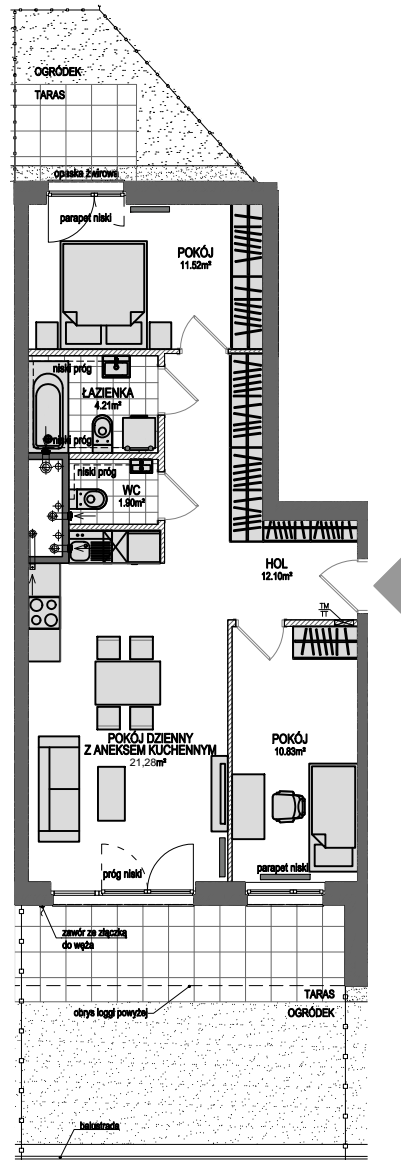 OGRÓDEK
TARAS
opaska żwirowa
parapet niski
POKÓJ
11.52m²
niski próg
ŁAZIENKA
4.21m²
niski próg
niski próg
WC
1.90m²
HOL
12.10m²
TM
TT
POKÓJ DZIENNY
Z ANEKSEM KUCHENNYM
21,28m²
POKÓJ
10.83m²
próg niski
parapet niski
zawór ze złączką
do węża
TARAS
obrys loggi powyżej
OGRÓDEK
balustrada